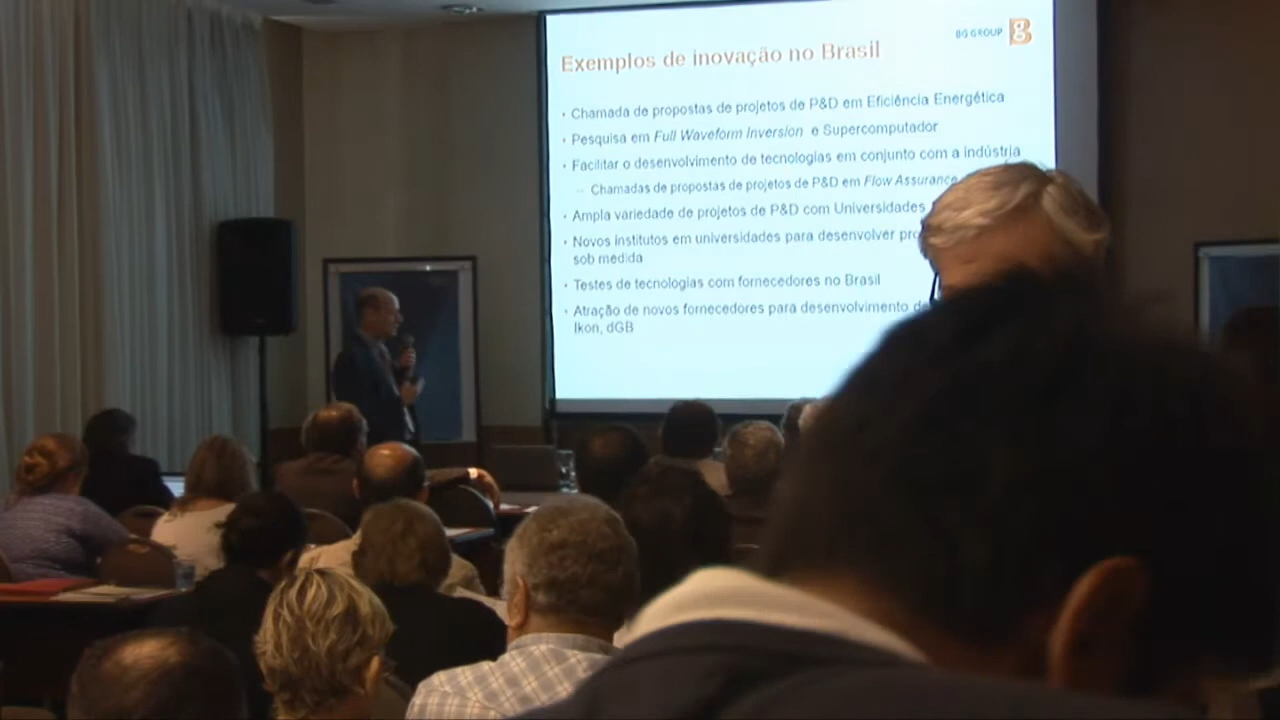 BG GROUP
Exemplos de inovação no Brasil
• Chamada de propostas de projetos de P&D em Eficiência Energética
• Pesquisa em Full Waveform Inversion e Supercomputador
• Facilitar o desenvolvimento de tecnologias em conjunto com a indústria
– Chamadas de propostas de projetos de P&D em Flow Assurance
• Ampla variedade de projetos de P&D com Universidades
• Novos institutos em universidades para desenvolver
sob medida
• Testes de tecnologias com fornecedores no Brasil
• Atração de novos fornecedores para desenvolvimento
Ikon, dGB